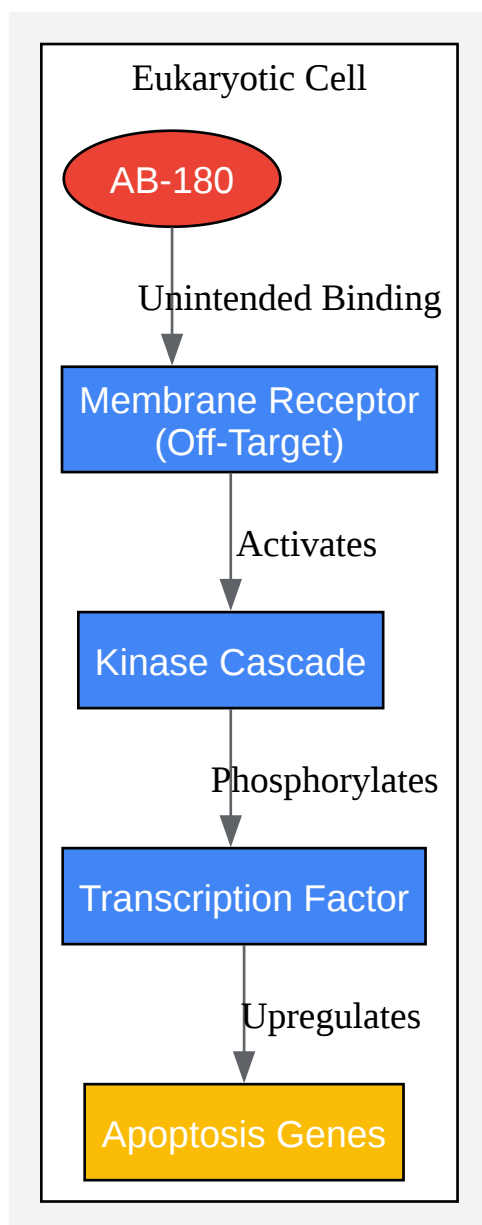 Eukaryotic Cell
AB-180
Unintended Binding
Membrane Receptor
(Off-Target)
Activates
Kinase Cascade
Phosphorylates
Transcription Factor
Upregulates
Apoptosis Genes